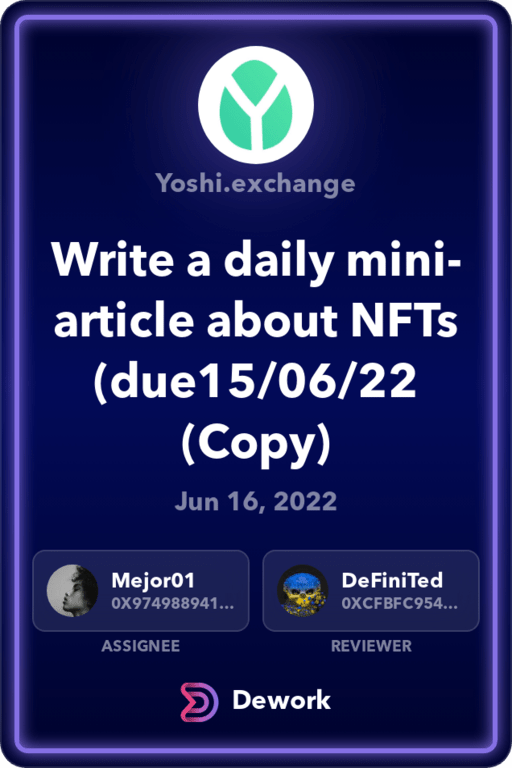 Yoshi.exchange
Write a daily mini-
article about NFTs
(due15/06/22
(Copy)
Jun 16, 2022
Mejor01
0X974988941...
ASSIGNEE
DeFiniTed
0XCFBFC954...
REVIEWER
Dework